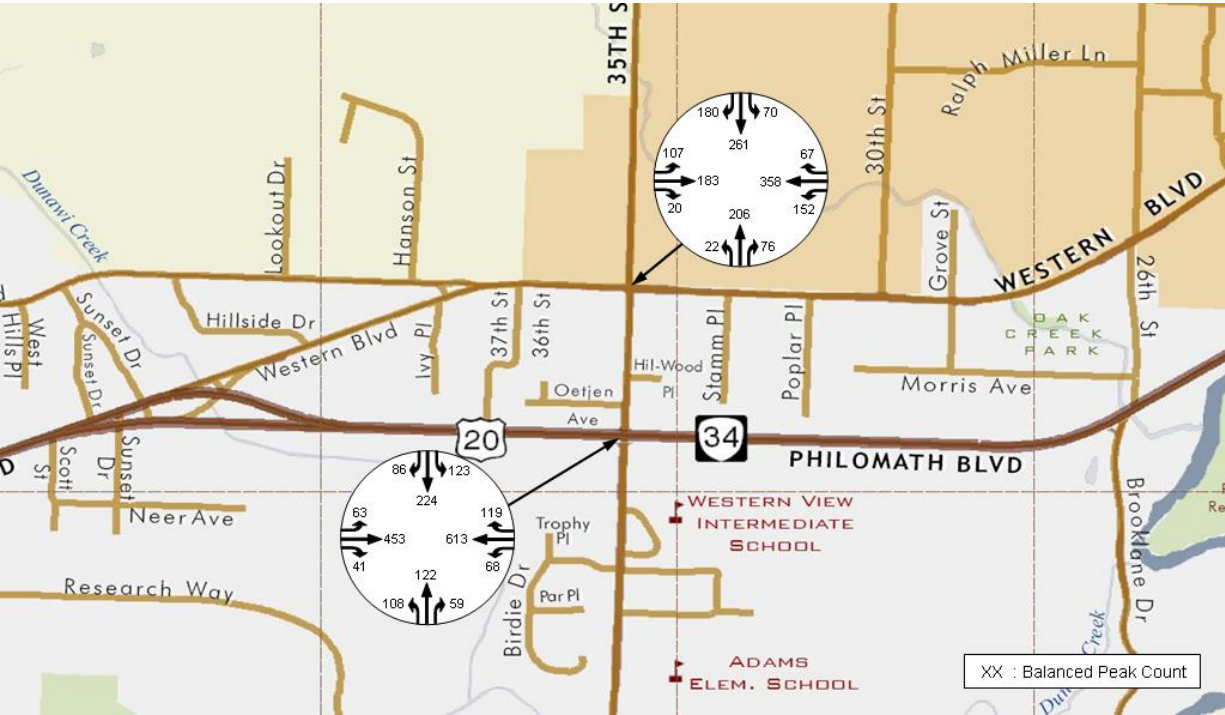 35TH S
Ralph Miller Ln
30th St
180
70
261
107
67
183
358
20
152
206
22
76
Dunawi Creek
Lookout Dr
Hanson St
Grove St
WESTERN BLVD
26th St
West
Hills Pl
Sunset Dr
Sunset Dr
Hillside Dr
Western Blvd
Ivy Pl
37th St
36th St
Hil-Wood
Pl
Stamm Pl
Poplar Pl
OAK
CREEK
PARK
Oetjen
Ave
Morris Ave
20
34
PHILOMATH BLVD
D
Scott
St
Sunset
Dr
Neer Ave
86
123
224
63
119
453
613
41
68
122
108
59
Trophy
Pl
Birdie Dr
Par Pl
WESTERN VIEW
INTERMEDIATE
SCHOOL
Brooklane Dr
Re
Research Way
ADAMS
ELEM. SCHOOL
Creek
Dun
XX : Balanced Peak Count